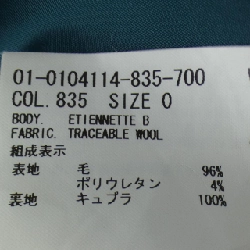 01-0104114-835-700
COL. 835 SIZE 0
BODY. ETIENNETTE B
FABRIC. TRACEABLE WOOL
組成表示
表地 毛 96%
ポリウレタン 4%
裏地 キュプラ 100%